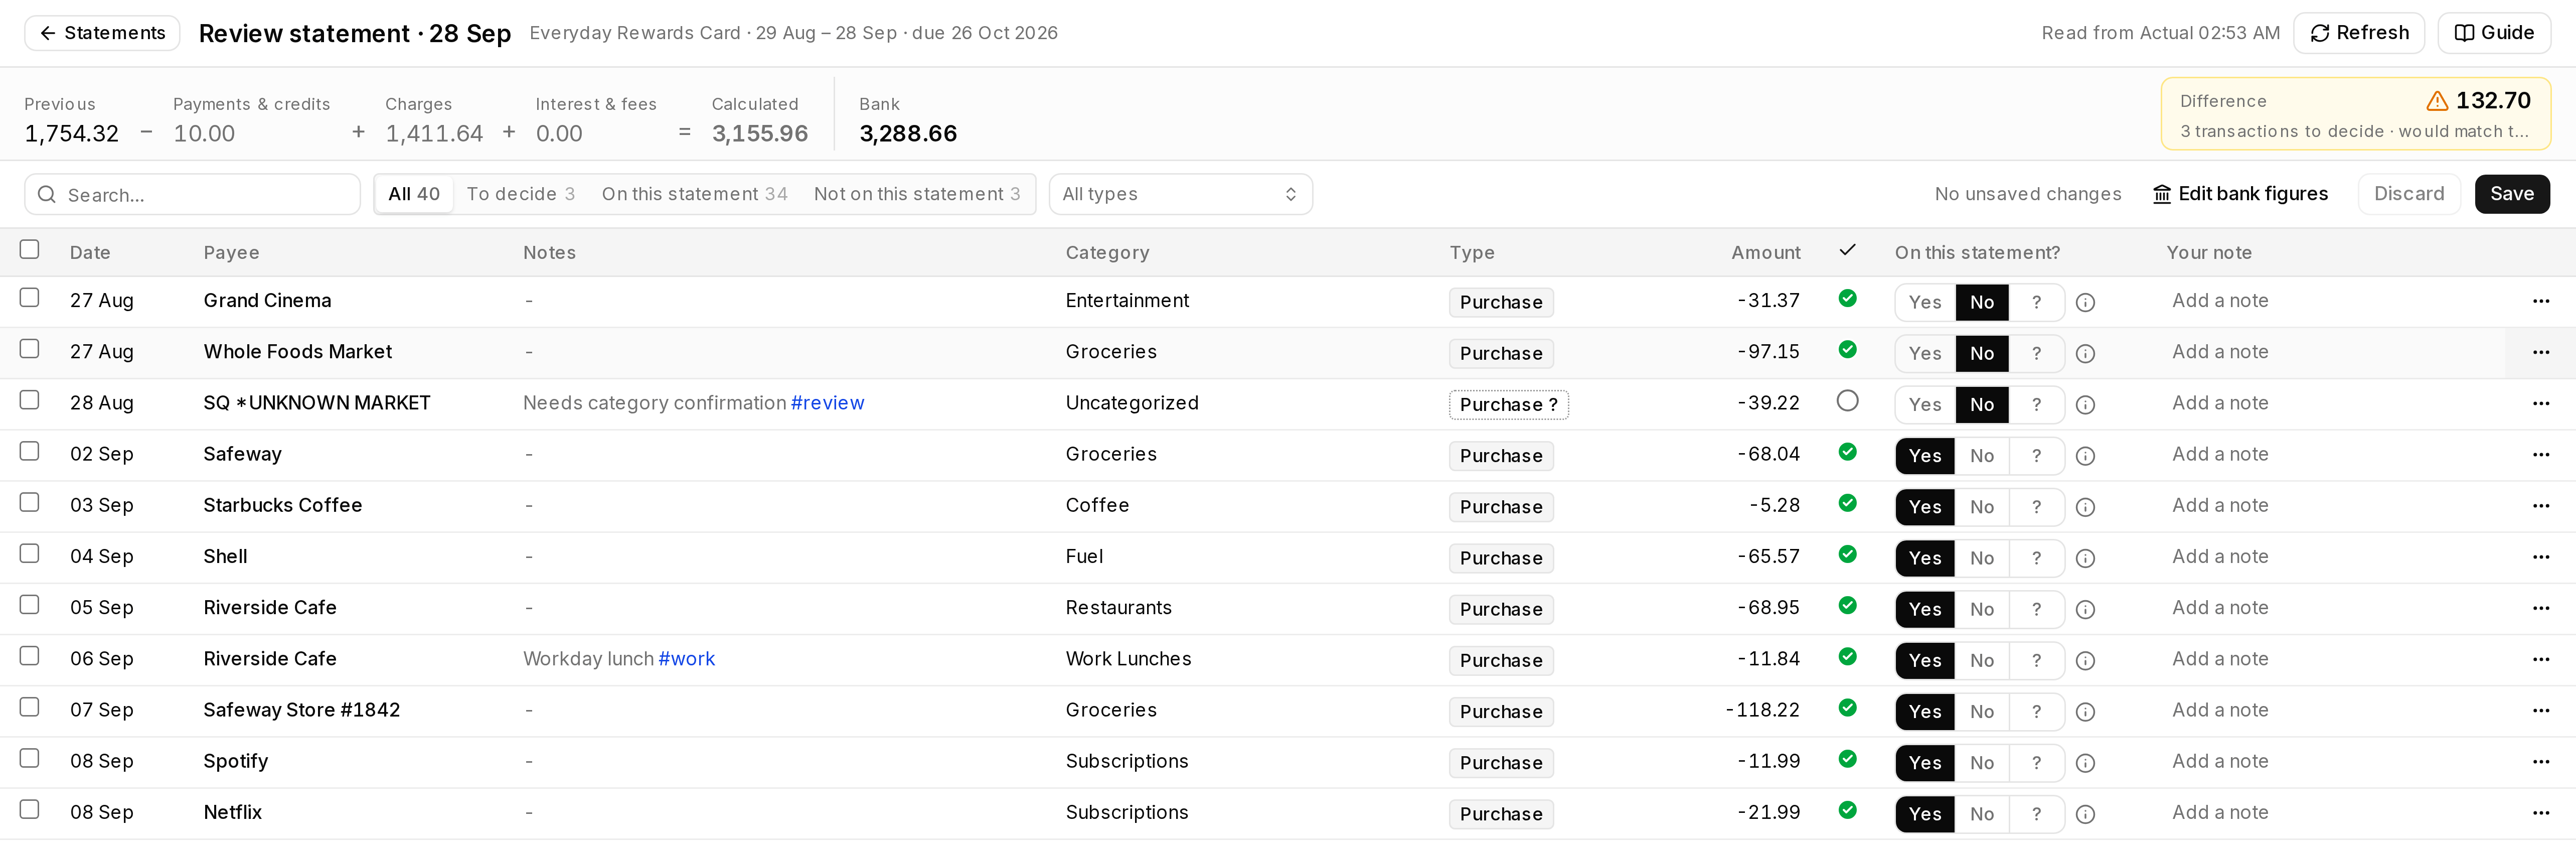 ← Statements Review statement · 28 Sep Everyday Rewards Card · 29 Aug – 28 Sep · due 26 Oct 2026 Read from Actual 02:53 AM Refresh Guide
Previous Payments & credits Charges Interest & fees Calculated Bank
1,754.32 − 10.00 + 1,411.64 + 0.00 = 3,155.96 3,288.66
Difference 132.70
3 transactions to decide · would match t...
Search... All 40 To decide 3 On this statement 34 Not on this statement 3 All types No unsaved changes Edit bank figures Discard Save
Date Payee Notes Category Type Amount ✓ On this statement? Your note
27 Aug Grand Cinema - Entertainment Purchase -31.37 Yes No ? Add a note ...
27 Aug Whole Foods Market - Groceries Purchase -97.15 Yes No ? Add a note ...
28 Aug SQ *UNKNOWN MARKET Needs category confirmation #review Uncategorized Purchase ? -39.22 Yes No ? Add a note ...
02 Sep Safeway - Groceries Purchase -68.04 Yes No ? Add a note ...
03 Sep Starbucks Coffee - Coffee Purchase -5.28 Yes No ? Add a note ...
04 Sep Shell - Fuel Purchase -65.57 Yes No ? Add a note ...
05 Sep Riverside Cafe - Restaurants Purchase -68.95 Yes No ? Add a note ...
06 Sep Riverside Cafe Workday lunch #work Work Lunches Purchase -11.84 Yes No ? Add a note ...
07 Sep Safeway Store #1842 - Groceries Purchase -118.22 Yes No ? Add a note ...
08 Sep Spotify - Subscriptions Purchase -11.99 Yes No ? Add a note ...
08 Sep Netflix - Subscriptions Purchase -21.99 Yes No ? Add a note ...